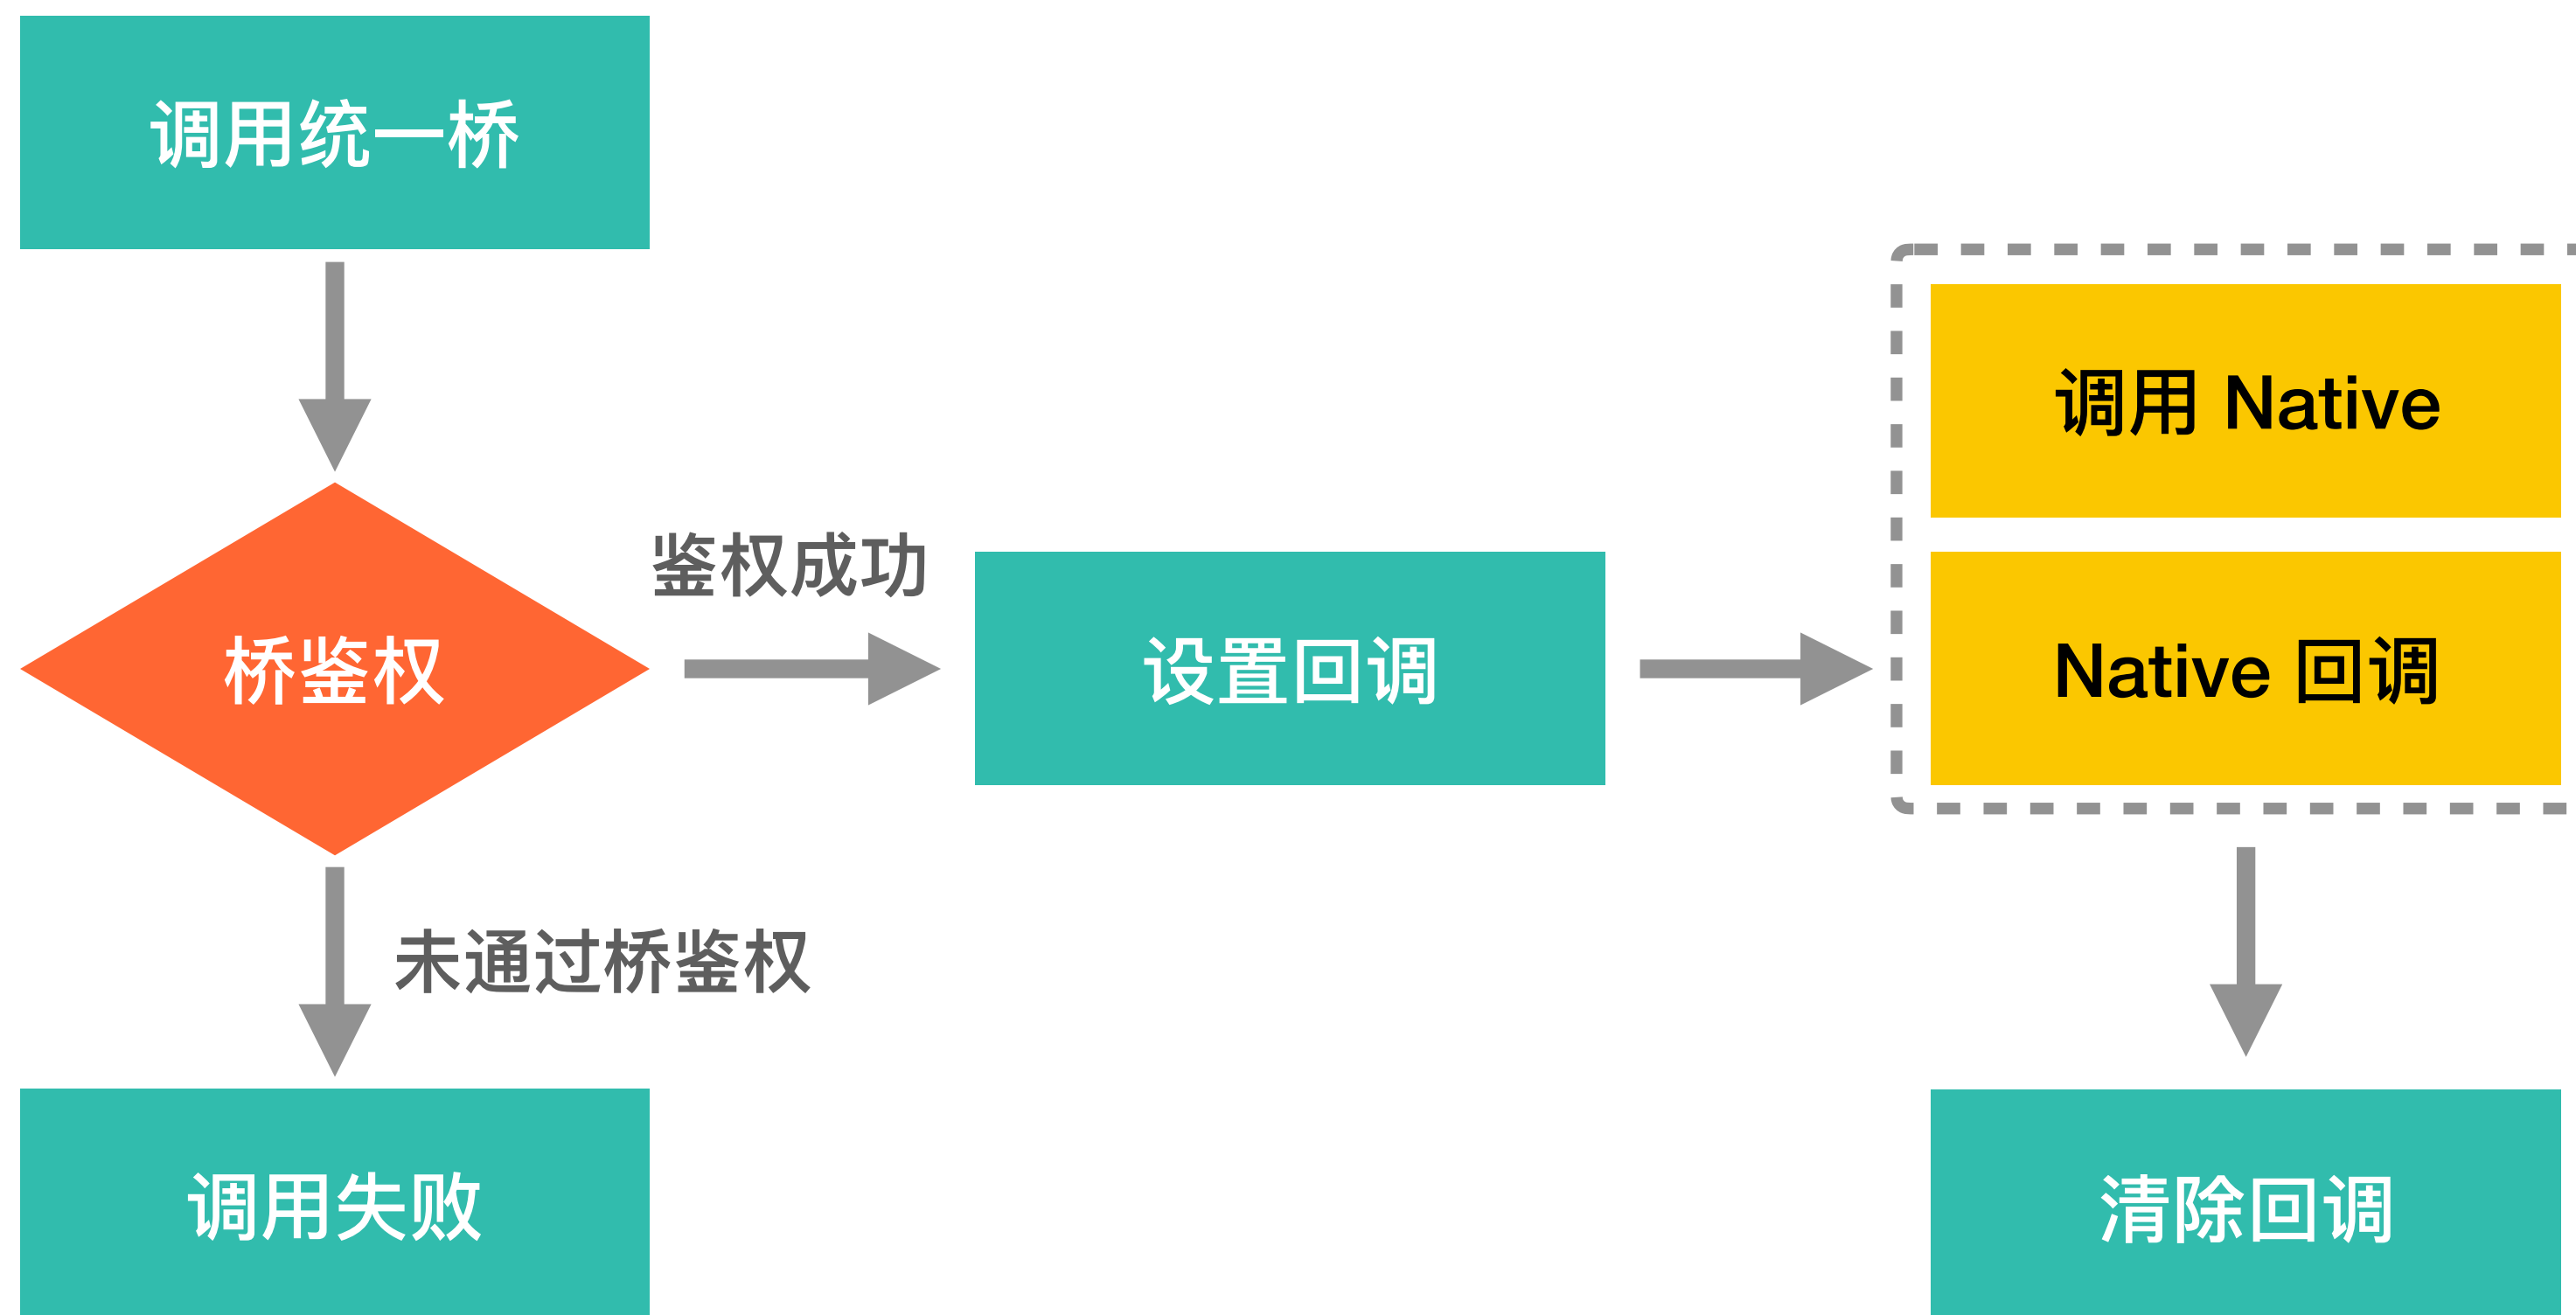 调用统一桥
调用 Native
鉴权成功
桥鉴权
设置回调
Native 回调
未通过桥鉴权
调用失败
清除回调